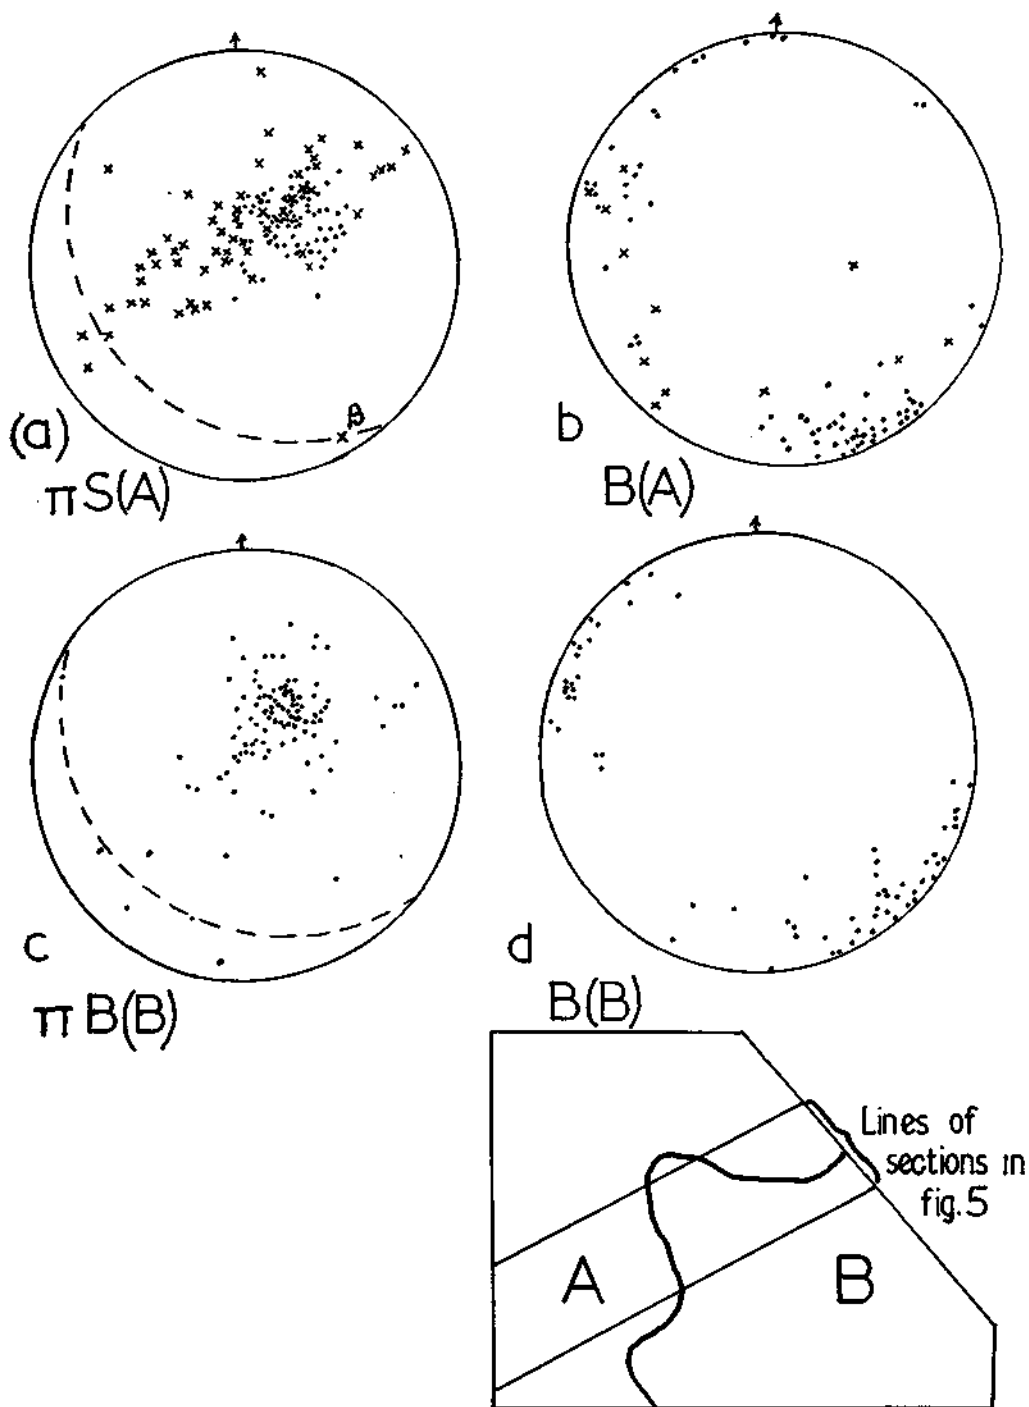 β
(a)
πS(A)
b
B(A)
c
πB(B)
d
B(B)
Lines of
sections in
fig.5
A
B